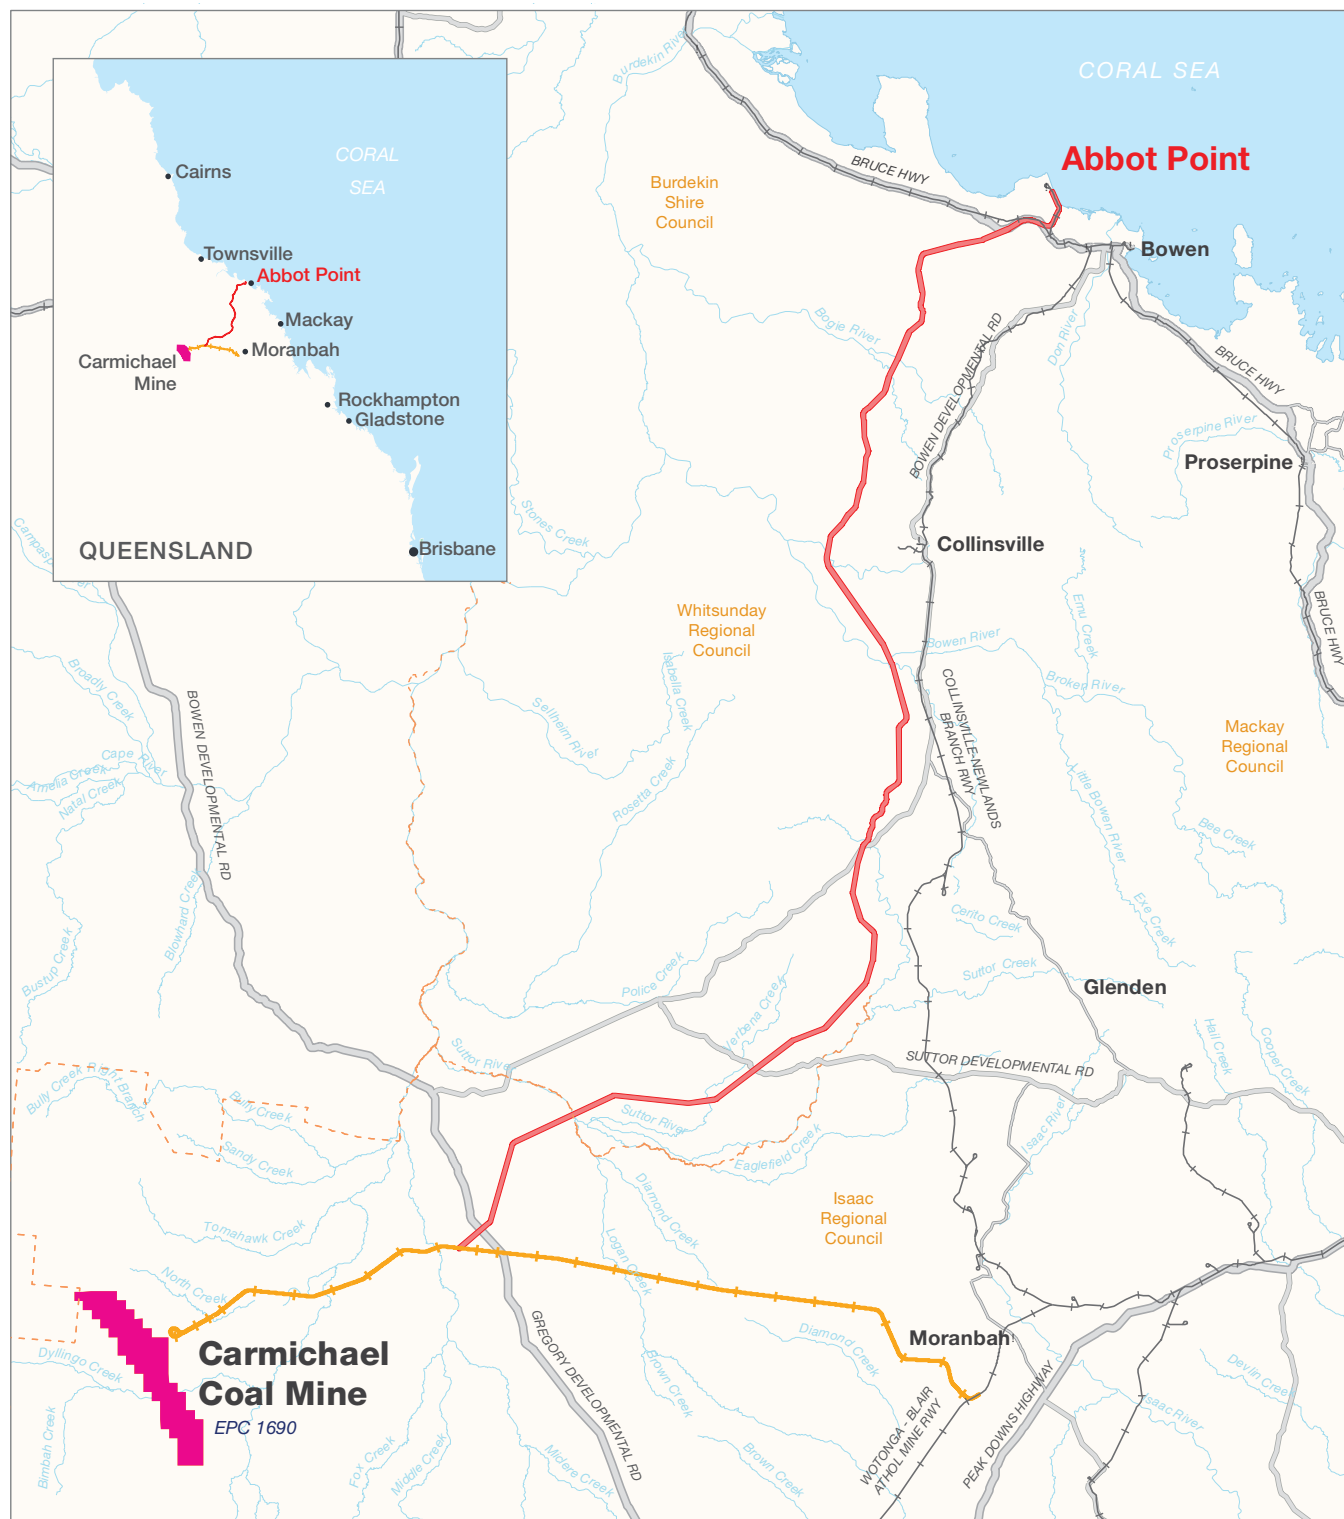 CORAL SEA
Abbot Point
BRUCE HWY
Burdekin River
Burdekin
Shire
Council
Bowen
CORAL
SEA
Cairns
Townsville
Abbot Point
Mackay
Moranbah
Carmichael
Mine
Rockhampton
Gladstone
Brisbane
QUEENSLAND
Bogie River
Don River
BOWEN DEVELOPMENTAL RD
BRUCE HWY
Proserpine River
Proserpine
Stones Creek
Collinsville
Whitsunday
Regional
Council
Isabella Creek
Bowen River
Emu Creek
Broken River
BRUCE HWY
Broadly Creek
BOWEN DEVELOPMENTAL RD
Sellheim River
COLLINSVILLE-NEWLANDS
BRANCH RWY
Mackay
Regional
Council
Cape River
Amelia Creek
Natal Creek
Rosetta Creek
Little Bowen River
Bee Creek
Blowhard Creek
Bustup Creek
Cerito Creek
Exe Creek
Police Creek
Suttor Creek
Glenden
Verbena Creek
Suttor River
SUTTOR DEVELOPMENTAL RD
Hail Creek
Cooper Creek
Bully Creek Right Branch
Bully Creek
Sandy Creek
Suttor River
Eaglefield Creek
Isaac River
Diamond Creek
Isaac
Regional
Council
Tomahawk Creek
Logan Creek
North Creek
Carmichael
Coal Mine
EPC 1690
Dyllingo Creek
GREGORY DEVELOPMENTAL RD
Diamond Creek
Moranbah
Brown Creek
Devlin Creek
Isaac River
WOTONGA - BLAIR
ATHOL MINE RWY
PEAK DOWNS HIGHWAY
Bimbah Creek
Fox Creek
Middle Creek
Midere Creek
Brown Creek